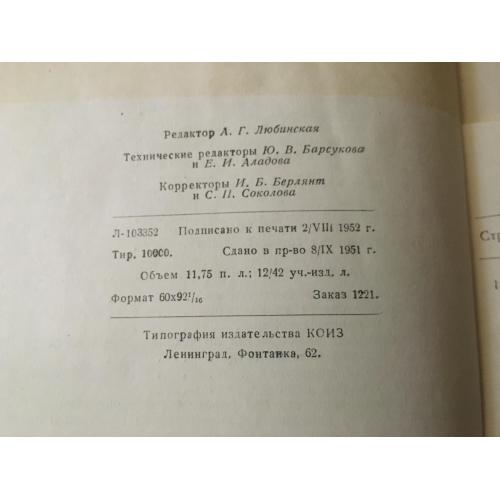 Редактор А. Г. Любинская
Технические редакторы Ю. В. Барсукова
и Е. И. Аладова
Корректоры И. Б. Берлянт
и С. П. Соколова
Л-103352 Подписано к печати 2/VIII 1952 г.
Тир. 10000. Сдано в пр-во 8/IX 1951 г.
Объем 11,75 п. л.; 12/42 уч.-изд. л.
Формат 60х92¹/₁₆ Заказ 1221.
Типография издательства КОИЗ
Ленинград, Фонтанка, 62.
Стр
1